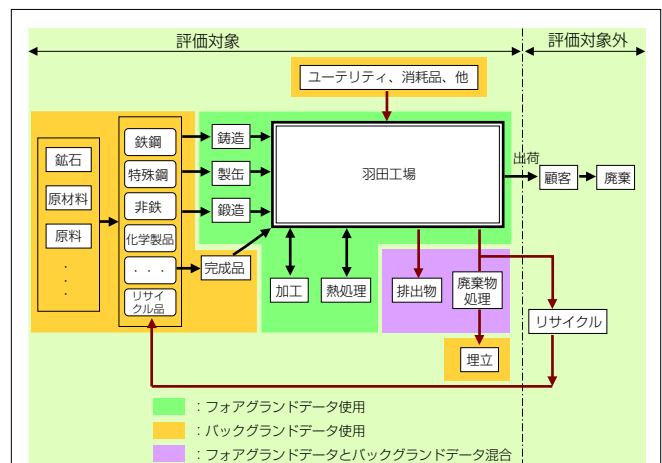 評価対象
評価対象外
ユーテリティ、消耗品、他
鉱石
原材料
原料
・
・
・
鉄鋼
特殊鋼
非鉄
化学製品
・・・
リサイ
クル品
鋳造
製缶
鍛造
完成品
羽田工場
出荷
顧客
廃棄
加工
熱処理
排出物
廃棄物
処理
リサイクル
埋立
：フォアグランドデータ使用
：バックグランドデータ使用
：フォアグランドデータとバックグランドデータ混合